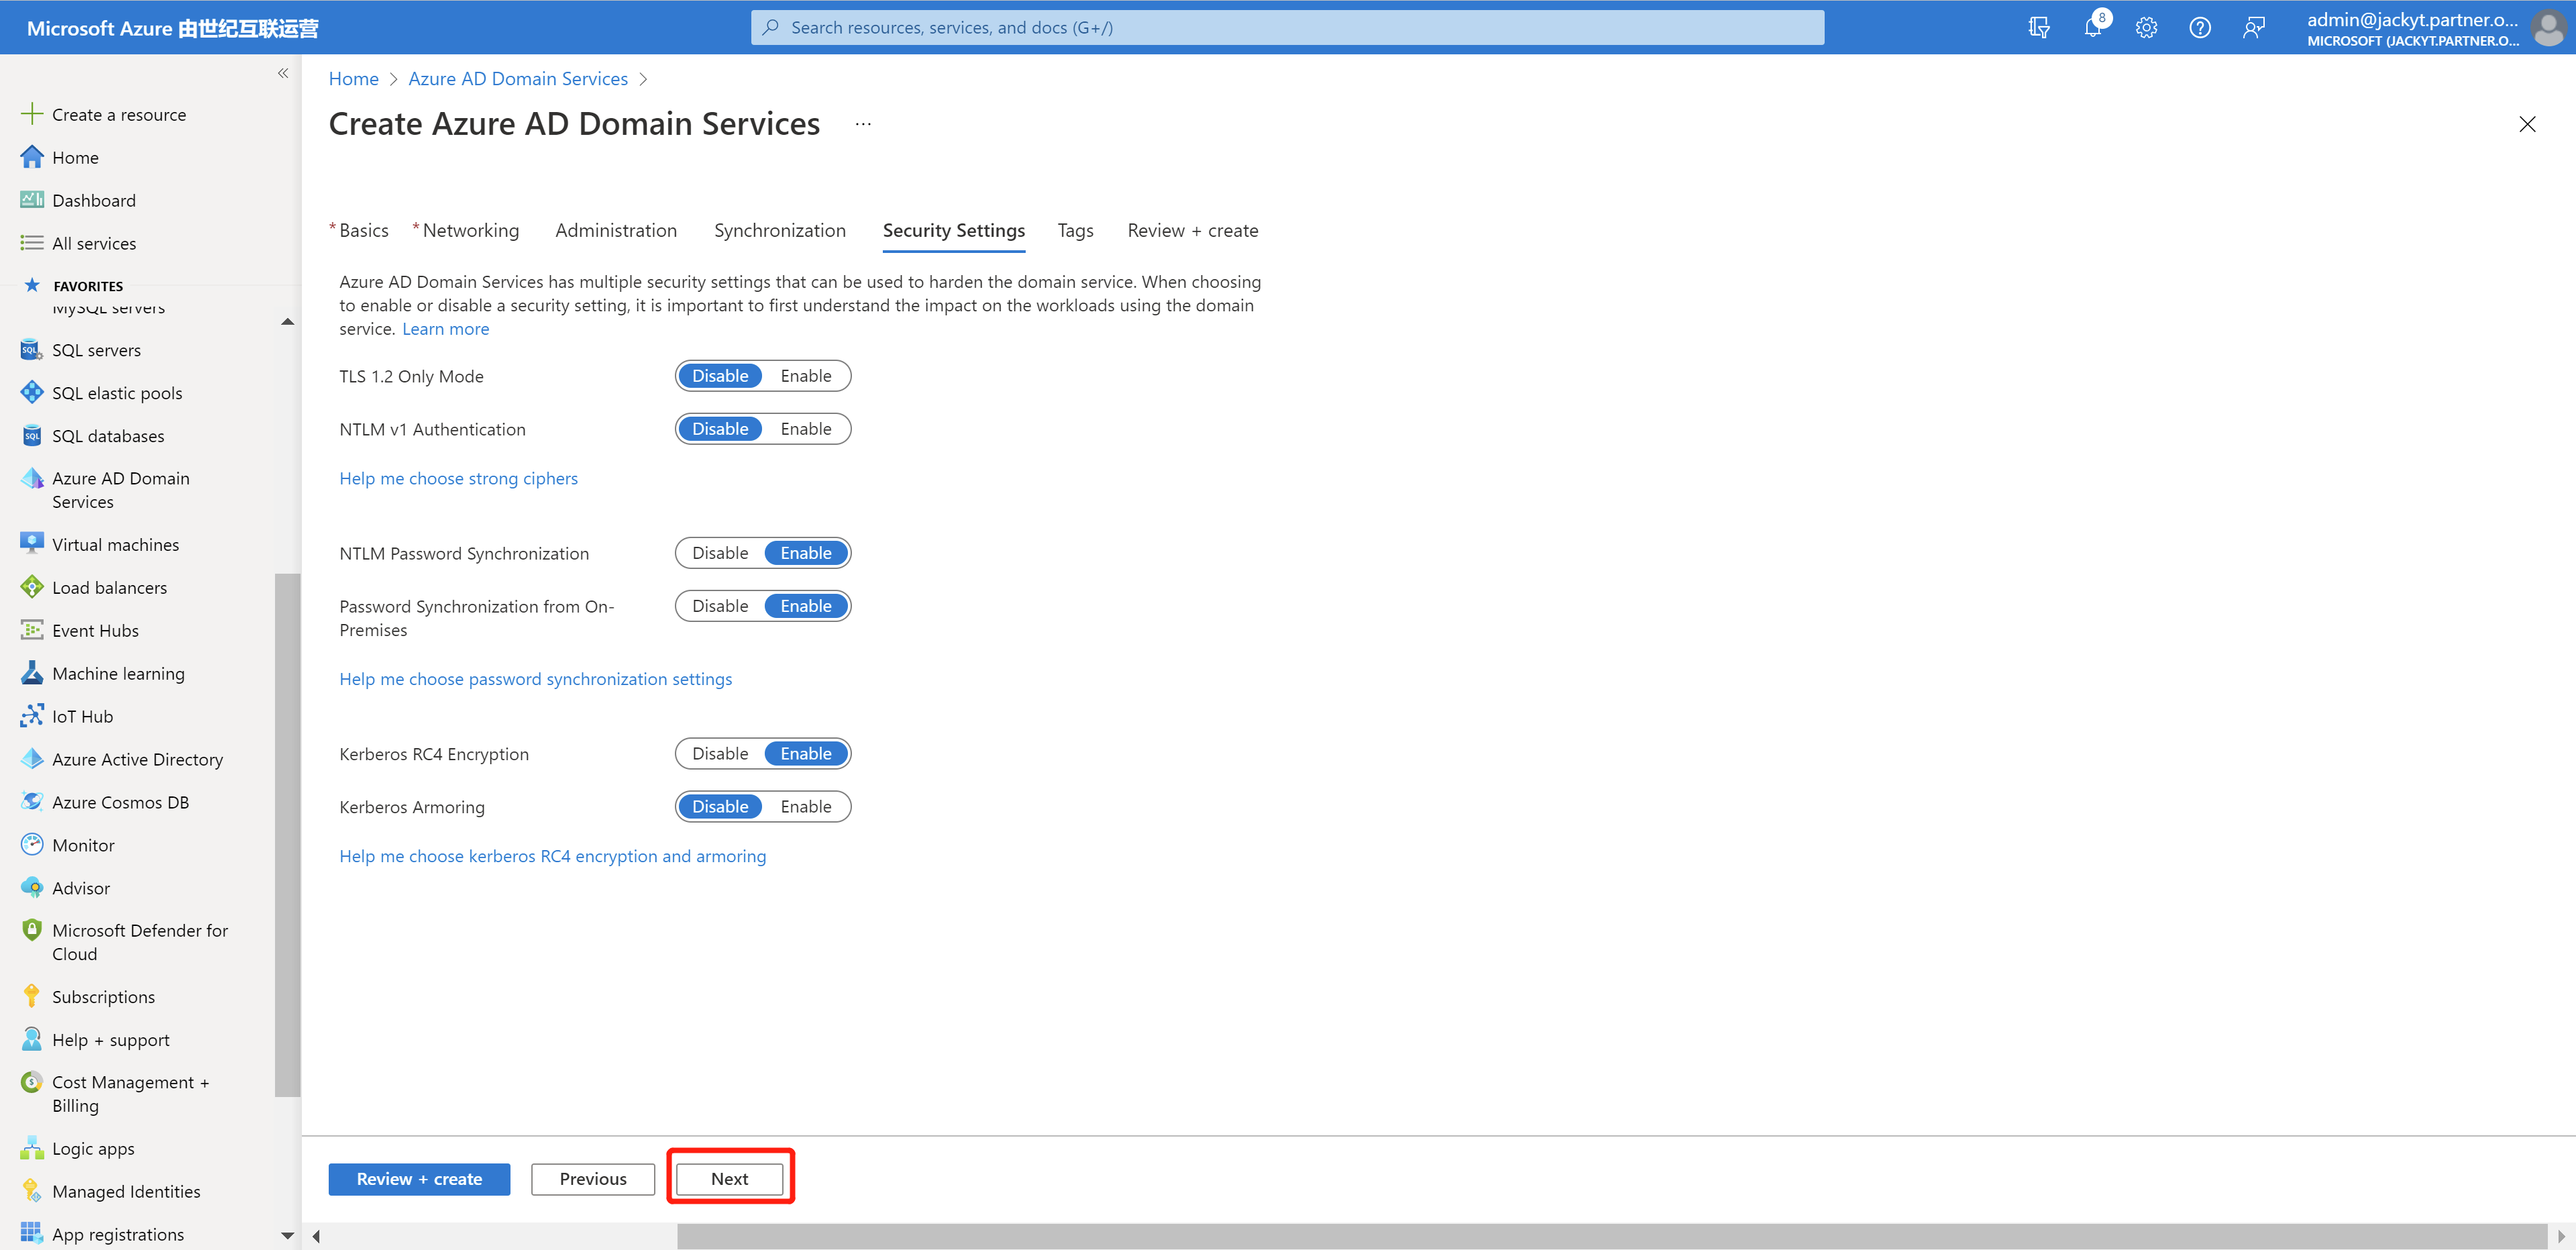 Microsoft Azure 由世纪互联运营
Search resources, services, and docs (G+/)
8
admin@jackyt.partner.o...
MICROSOFT (JACKYT.PARTNER.O...
Create a resource
Home
Dashboard
All services
FAVORITES
MySQL servers
SQL servers
SQL elastic pools
SQL databases
Azure AD Domain
Services
Virtual machines
Load balancers
Event Hubs
Machine learning
IoT Hub
Azure Active Directory
Azure Cosmos DB
Monitor
Advisor
Microsoft Defender for
Cloud
Subscriptions
Help + support
Cost Management +
Billing
Logic apps
Managed Identities
App registrations
Home > Azure AD Domain Services >
Create Azure AD Domain Services ...
* Basics * Networking Administration Synchronization Security Settings Tags Review + create
Azure AD Domain Services has multiple security settings that can be used to harden the domain service. When choosing
to enable or disable a security setting, it is important to first understand the impact on the workloads using the domain
service. Learn more
TLS 1.2 Only Mode Disable Enable
NTLM v1 Authentication Disable Enable
Help me choose strong ciphers
NTLM Password Synchronization Disable Enable
Password Synchronization from On-
Premises Disable Enable
Help me choose password synchronization settings
Kerberos RC4 Encryption Disable Enable
Kerberos Armoring Disable Enable
Help me choose kerberos RC4 encryption and armoring
Review + create Previous Next